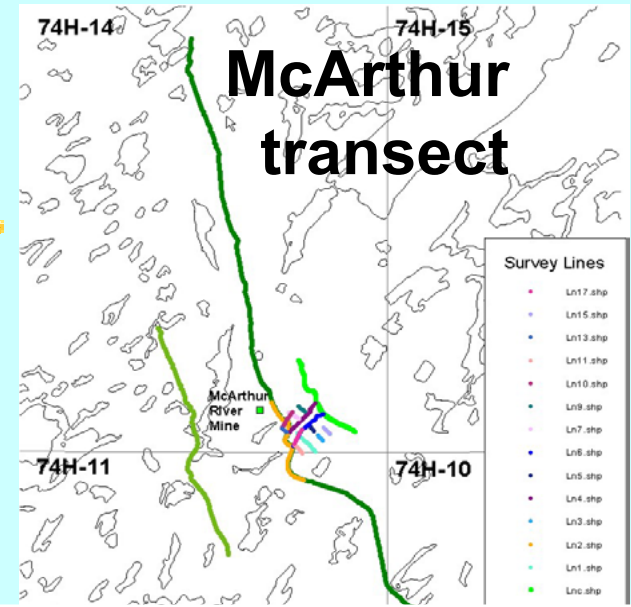 74H-14
74H-15
McArthur
transect
McArthur
River
Mine
74H-11
74H-10
Survey Lines
Ln17.shp
Ln15.shp
Ln13.shp
Ln11.shp
Ln10.shp
Ln9.shp
Ln7.shp
Ln6.shp
Ln5.shp
Ln4.shp
Ln3.shp
Ln2.shp
Ln1.shp
Lnc.shp